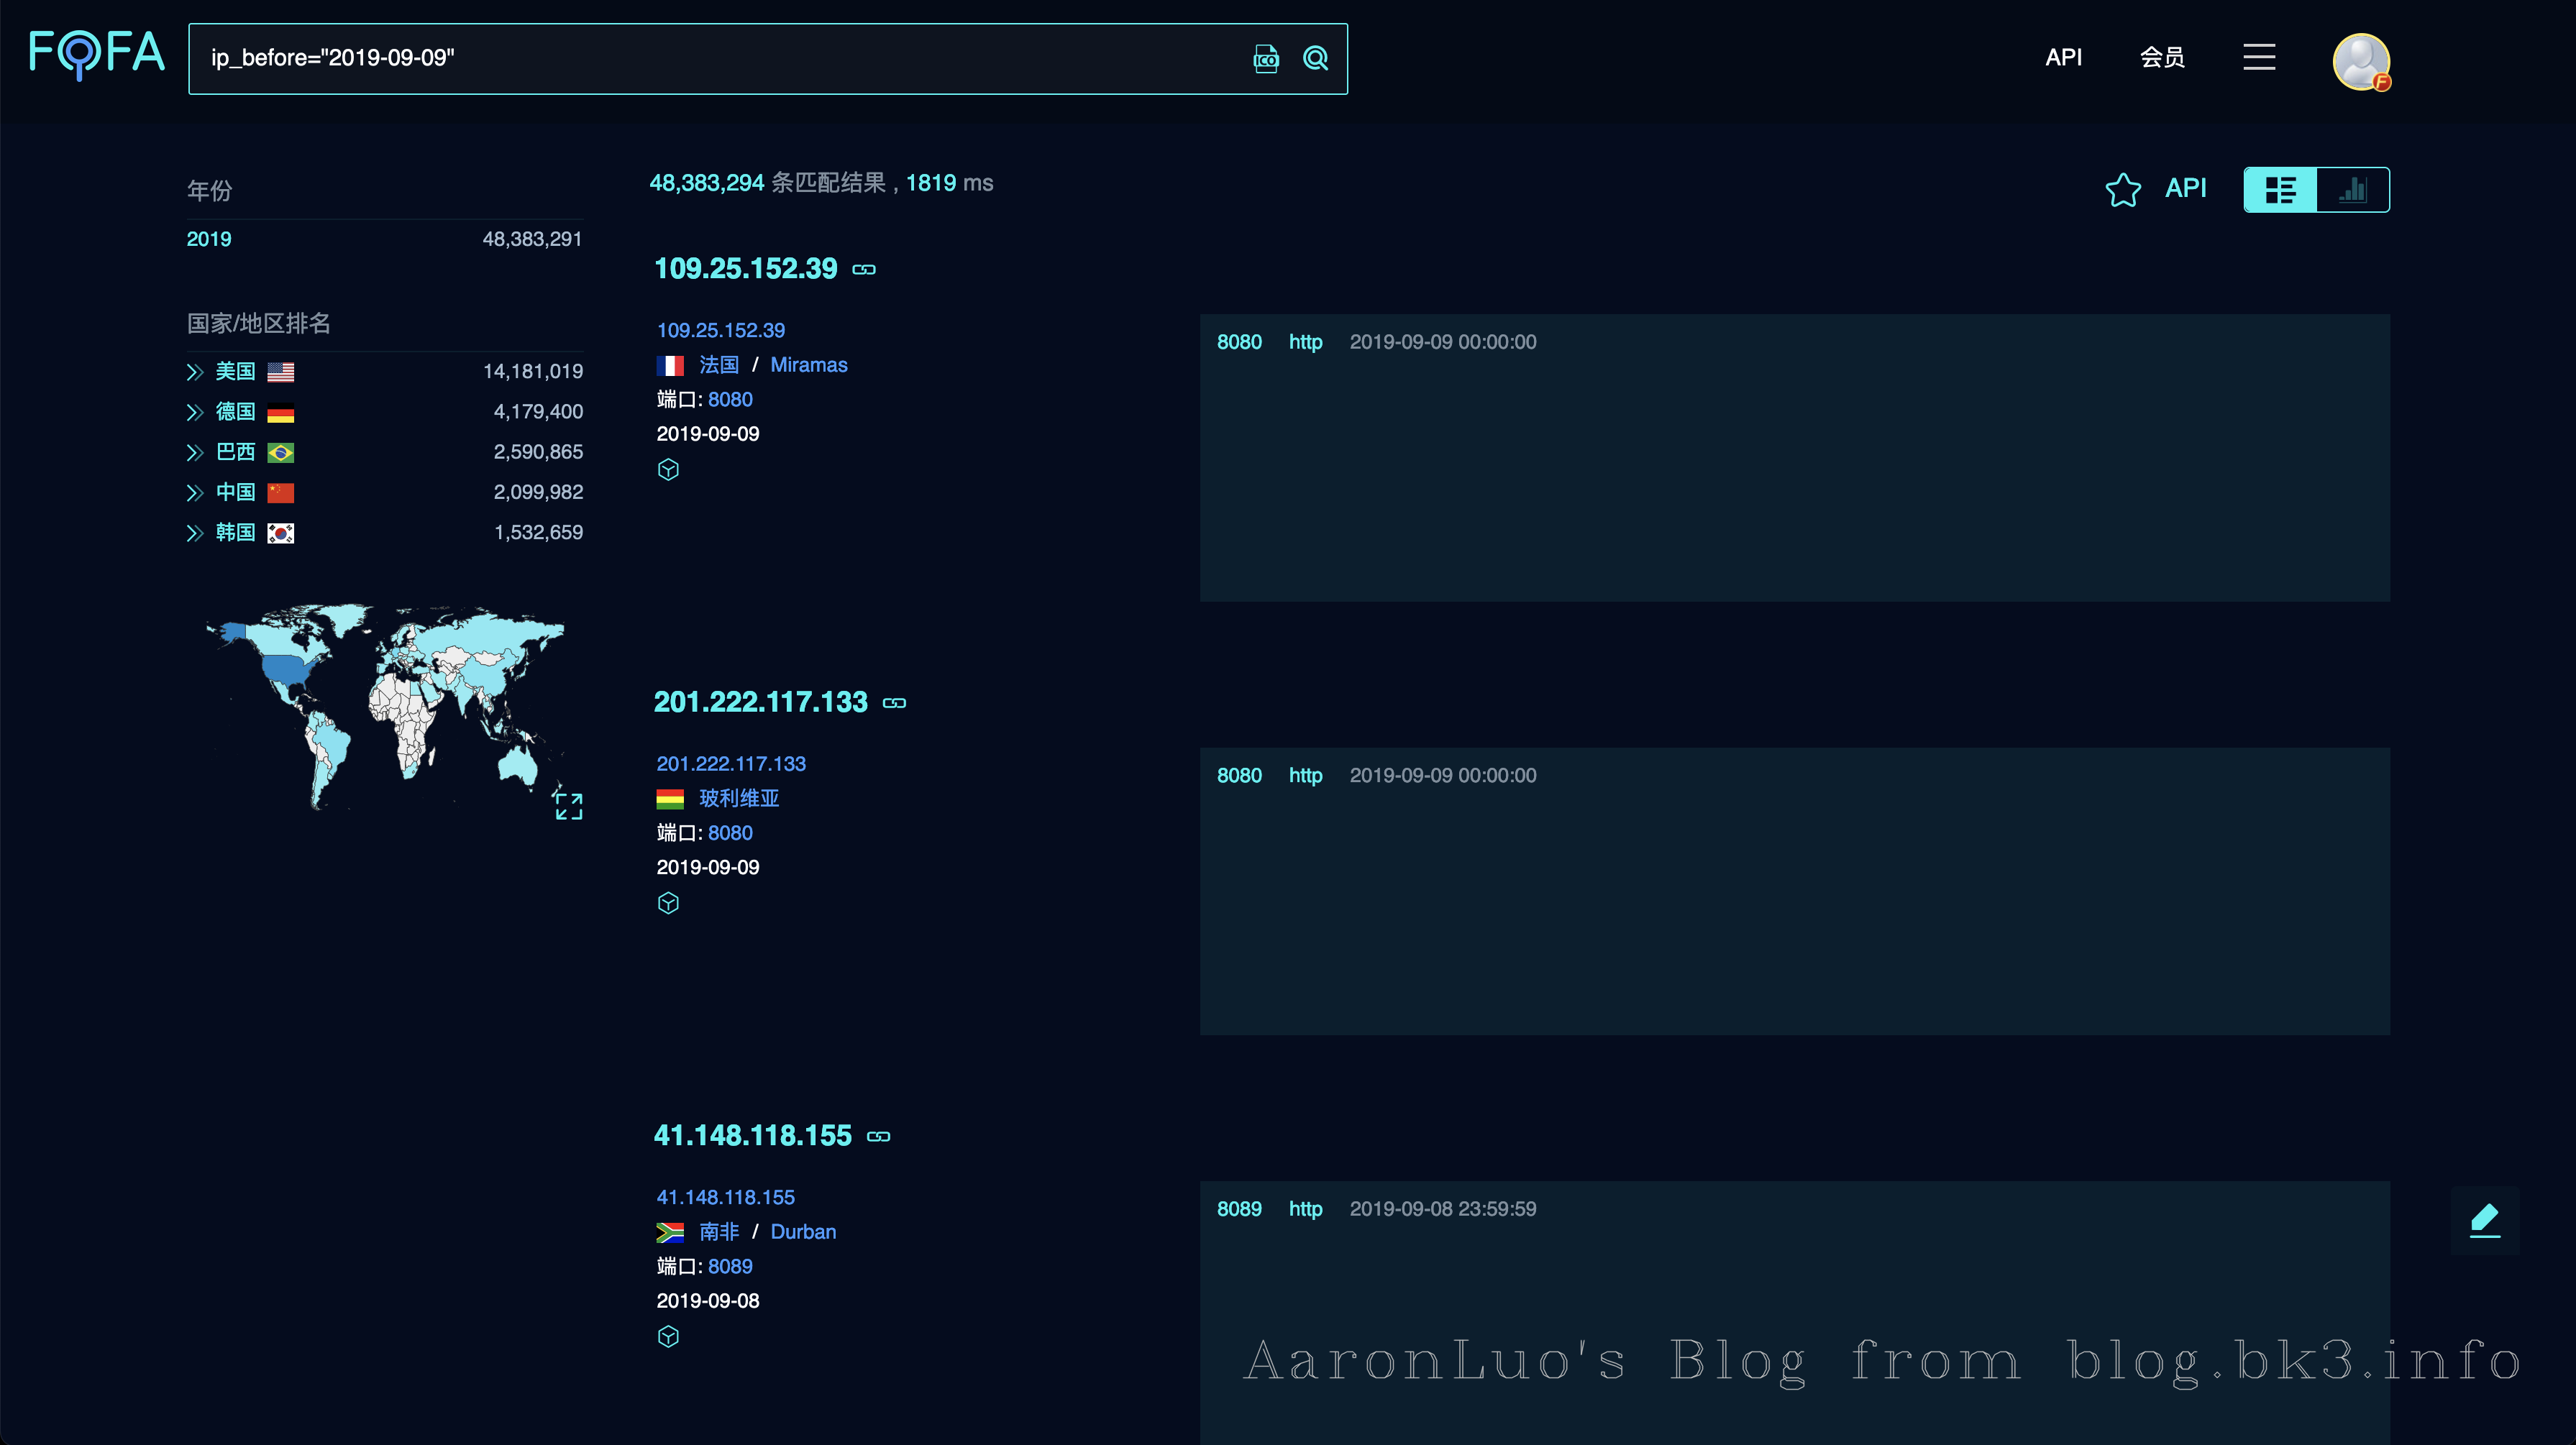 FOFA
ip_before="2019-09-09"
ICO
API
会员
F
年份
2019 48,383,291
国家/地区排名
美国 14,181,019
德国 4,179,400
巴西 2,590,865
中国 2,099,982
韩国 1,532,659
48,383,294 条匹配结果 , 1819 ms
API
109.25.152.39
109.25.152.39
法国 / Miramas
端口: 8080
2019-09-09
8080 http 2019-09-09 00:00:00
201.222.117.133
201.222.117.133
玻利维亚
端口: 8080
2019-09-09
8080 http 2019-09-09 00:00:00
41.148.118.155
41.148.118.155
南非 / Durban
端口: 8089
2019-09-08
8089 http 2019-09-08 23:59:59
AaronLuo's Blog from blog.bk3.info